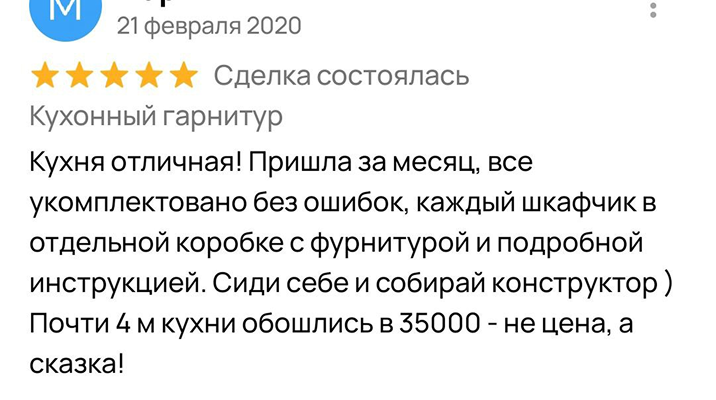 М
21 февраля 2020
Сделка состоялась
Кухонный гарнитур
Кухня отличная! Пришла за месяц, все
укомплектовано без ошибок, каждый шкафчик в
отдельной коробке с фурнитурой и подробной
инструкцией. Сиди себе и собирай конструктор )
Почти 4 м кухни обошлись в 35000 - не цена, а
сказка!